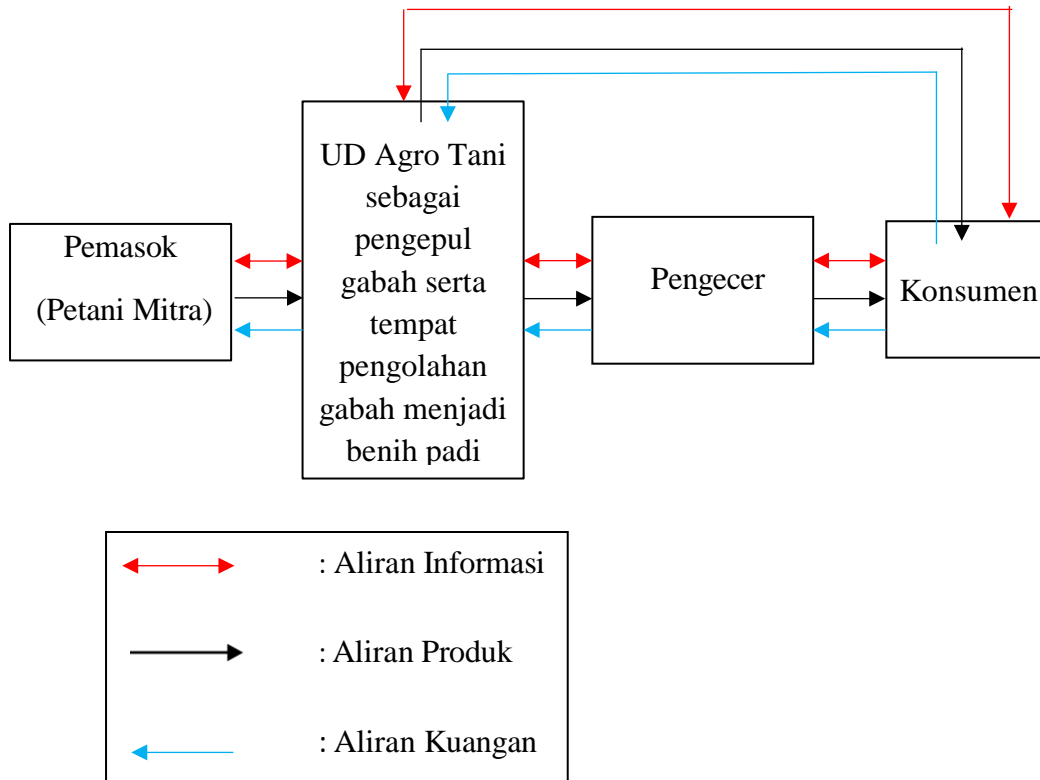 Pemasok
(Petani Mitra)
UD Agro Tani
sebagai
pengepul
gabah serta
tempat
pengolahan
gabah menjadi
benih padi
Pengecer
Konsumen
: Aliran Informasi
: Aliran Produk
: Aliran Kuangan